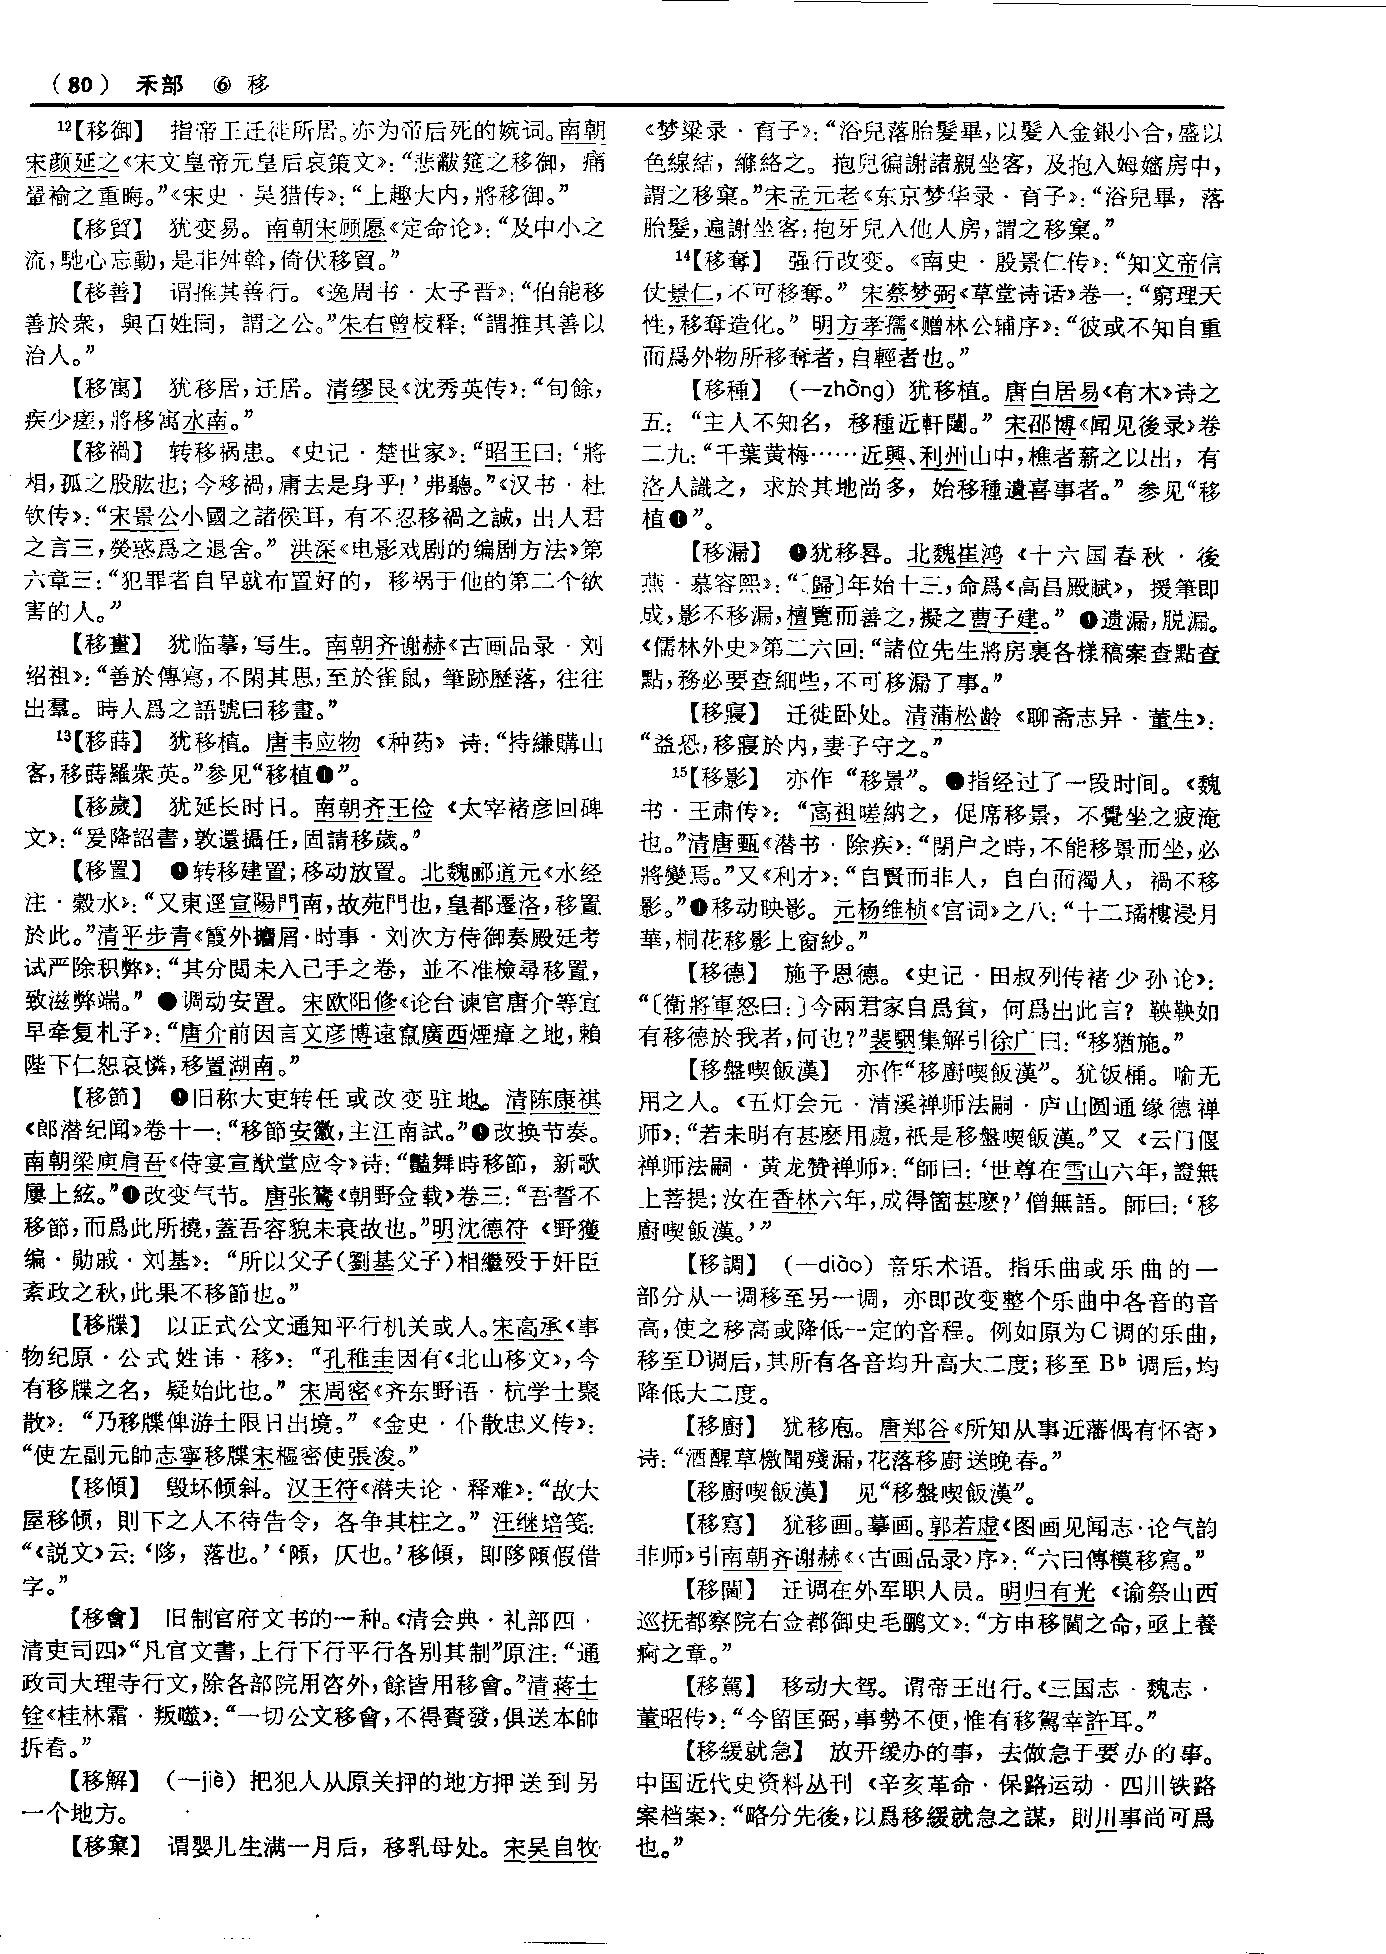 （80） 禾部 ⑥ 移
¹²【移御】 指帝王迁徙所居。亦为帝后死的婉词。南朝
宋颜延之《宋文皇帝元皇后哀策文》：“悲黻筵之移御，痛
翬褕之重晦。”《宋史·吴猎传》：“上趣大内，將移御。”
【移貿】 犹变易。南朝宋顾愿《定命论》：“及中小之
流，馳心忘動，是非舛斡，倚伏移貿。”
【移善】 谓推其善行。《逸周书·太子晋》：“伯能移
善於衆，與百姓同，謂之公。”朱右曾校释：“謂推其善以
治人。”
【移寓】 犹移居，迁居。清缪艮《沈秀英传》：“旬餘，
疾少瘥，將移寓水南。”
【移禍】 转移祸患。《史记·楚世家》：“昭王曰：‘將
相，孤之股肱也；今移禍，庸去是身乎！’弗聽。”《汉书·杜
钦传》：“宋景公小國之諸侯耳，有不忍移禍之誠，出人君
之言三，熒惑爲之退舍。” 洪深《电影戏剧的编剧方法》第
六章三：“犯罪者自早就布置好的，移祸于他的第二个欲
害的人。”
【移畫】 犹临摹，写生。南朝齐谢赫《古画品录·刘
绍祖》：“善於傳寫，不閑其思，至於雀鼠，筆跡歷落，往往
出羣。時人爲之語號曰移畫。”
¹³【移蒔】 犹移植。唐韦应物《种药》诗：“持縑購山
客，移蒔羅衆英。”参见“移植❶”。
【移歲】 犹延长时日。南朝齐王俭《太宰褚彦回碑
文》：“爰降詔書，敦還攝任，固請移歲。”
【移置】 ❶转移建置；移动放置。北魏郦道元《水经
注·穀水》：“又東逕宣陽門南，故苑門也，皇都遷洛，移置
於此。”清平步青《霞外攟屑·时事·刘次方侍御奏殿廷考
试严除积弊》：“其分閲未入己手之卷，並不准檢尋移置，
致滋弊端。” ❷调动安置。宋欧阳修《论台谏官唐介等宜
早牵复札子》：“唐介前因言文彦博遠竄廣西煙瘴之地，賴
陛下仁恕哀憐，移置湖南。”
【移節】 ❶旧称大吏转任或改变驻地。清陈康祺
《郎潜纪闻》卷十一：“移節安徽，主江南試。”❷改换节奏。
南朝梁庾肩吾《侍宴宣猷堂应令》诗：“豔舞時移節，新歌
屢上絃。”❸改变气节。唐张鷟《朝野佥载》卷三：“吾誓不
移節，而爲此所撓，蓋吾容貌未衰故也。”明沈德符《野獲
编·勋戚·刘基》：“所以父子（劉基父子）相繼殁于奸臣
紊政之秋，此果不移節也。”
【移牒】 以正式公文通知平行机关或人。宋高承《事
物纪原·公式姓讳·移》：“孔稚圭因有《北山移文》，今
有移牒之名，疑始此也。” 宋周密《齐东野语·杭学士聚
散》：“乃移牒俾游士限日出境。”《金史·仆散忠义传》：
“使左副元帥志寧移牒宋樞密使張浚。”
【移傾】 毁坏倾斜。汉王符《潜夫论·释难》：“故大
屋移傾，則下之人不待告令，各争其柱之。” 汪继培笺：
“《説文》云：‘陊，落也。’‘頠，仄也。’移傾，即陊頠假借
字。”
【移會】 旧制官府文书的一种。《清会典·礼部四·
清吏司四》“凡官文書，上行下行平行各别其制”原注：“通
政司大理寺行文，除各部院用咨外，餘皆用移會。”清蒋士
铨《桂林霜·叛噬》：“一切公文移會，不得賫發，俱送本帥
拆看。”
【移解】（—jiè）把犯人从原关押的地方押送到另
一个地方。
【移窠】 谓婴儿生满一月后，移乳母处。宋吴自牧
《梦粱录·育子》：“浴兒落胎髮畢，以髮入金銀小合，盛以
色線結，縧絡之。抱兒徧謝諸親坐客，及抱入姆嬸房中，
謂之移窠。”宋孟元老《东京梦华录·育子》：“浴兒畢，落
胎髮，遍謝坐客，抱牙兒入他人房，謂之移窠。”
¹⁴【移奪】 强行改变。《南史·殷景仁传》：“知文帝信
仗景仁，不可移奪。” 宋蔡梦弼《草堂诗话》卷一：“窮理天
性，移奪造化。” 明方孝孺《赠林公辅序》：“彼或不知自重
而爲外物所移奪者，自輕者也。”
【移種】（—zhòng）犹移植。唐白居易《有木》诗之
五：“主人不知名，移種近軒闥。” 宋邵博《闻见後录》卷
二九：“千葉黄梅……近興、利州山中，樵者薪之以出，有
洛人識之，求於其地尚多，始移種遺喜事者。” 参见“移
植❶”。
【移漏】 ❶犹移晷。北魏崔鸿《十六国春秋·後
燕·慕容熙》：“〔歸〕年始十三，命爲《高昌殿賦》，援筆即
成，影不移漏，檀覽而善之，擬之曹子建。” ❷遗漏，脱漏。
《儒林外史》第二六回：“諸位先生將房裏各樣稿案查點查
點，務必要查細些，不可移漏了事。”
【移寢】 迁徙卧处。清蒲松龄《聊斋志异·董生》：
“益恐，移寢於内，妻子守之。”
¹⁵【移影】 亦作“移景”。❶指经过了一段时间。《魏
书·王肃传》：“高祖嗟納之，促席移景，不覺坐之疲淹
也。”清唐甄《潜书·除疾》：“閉户之時，不能移景而坐，必
將變焉。”又《利才》：“自賢而非人，自白而濁人，禍不移
影。”❷移动映影。元杨维桢《宫词》之八：“十二璚樓浸月
華，桐花移影上窗紗。”
【移德】 施予恩德。《史记·田叔列传褚少孙论》：
“〔衛將軍怒曰：〕今兩君家自爲貧，何爲出此言？鞅鞅如
有移德於我者，何也？”裴駰集解引徐广曰：“移猶施。”
【移盤喫飯漢】 亦作“移廚喫飯漢”。犹饭桶。喻无
用之人。《五灯会元·清溪禅师法嗣·庐山圆通缘德禅
师》：“若未明有甚麽用處，祇是移盤喫飯漢。”又《云门偃
禅师法嗣·黄龙赞禅师》：“師曰：‘世尊在雪山六年，證無
上菩提；汝在香林六年，成得箇甚麽？’僧無語。師曰：‘移
廚喫飯漢。’”
【移調】（—diào）音乐术语。指乐曲或乐曲的一
部分从一调移至另一调，亦即改变整个乐曲中各音的音
高，使之移高或降低一定的音程。例如原为C调的乐曲，
移至D调后，其所有各音均升高大二度；移至 B♭ 调后，均
降低大二度。
【移廚】 犹移庖。唐郑谷《所知从事近藩偶有怀寄》
诗：“酒醒草檄聞殘漏，花落移廚送晚春。”
【移廚喫飯漢】 见“移盤喫飯漢”。
【移寫】 犹移画。摹画。郭若虚《图画见闻志·论气韵
非师》引南朝齐谢赫《〈古画品录〉序》：“六曰傳模移寫。”
【移閫】 迁调在外军职人员。明归有光《谕祭山西
巡抚都察院右佥都御史毛鹏文》：“方申移閫之命，亟上養
痾之章。”
【移駕】 移动大驾。谓帝王出行。《三国志·魏志·
董昭传》：“今留匡弼，事勢不便，惟有移駕幸許耳。”
【移緩就急】 放开缓办的事，去做急于要办的事。
中国近代史资料丛刊《辛亥革命·保路运动·四川铁路
案档案》：“略分先後，以爲移緩就急之謀，則川事尚可爲
也。”